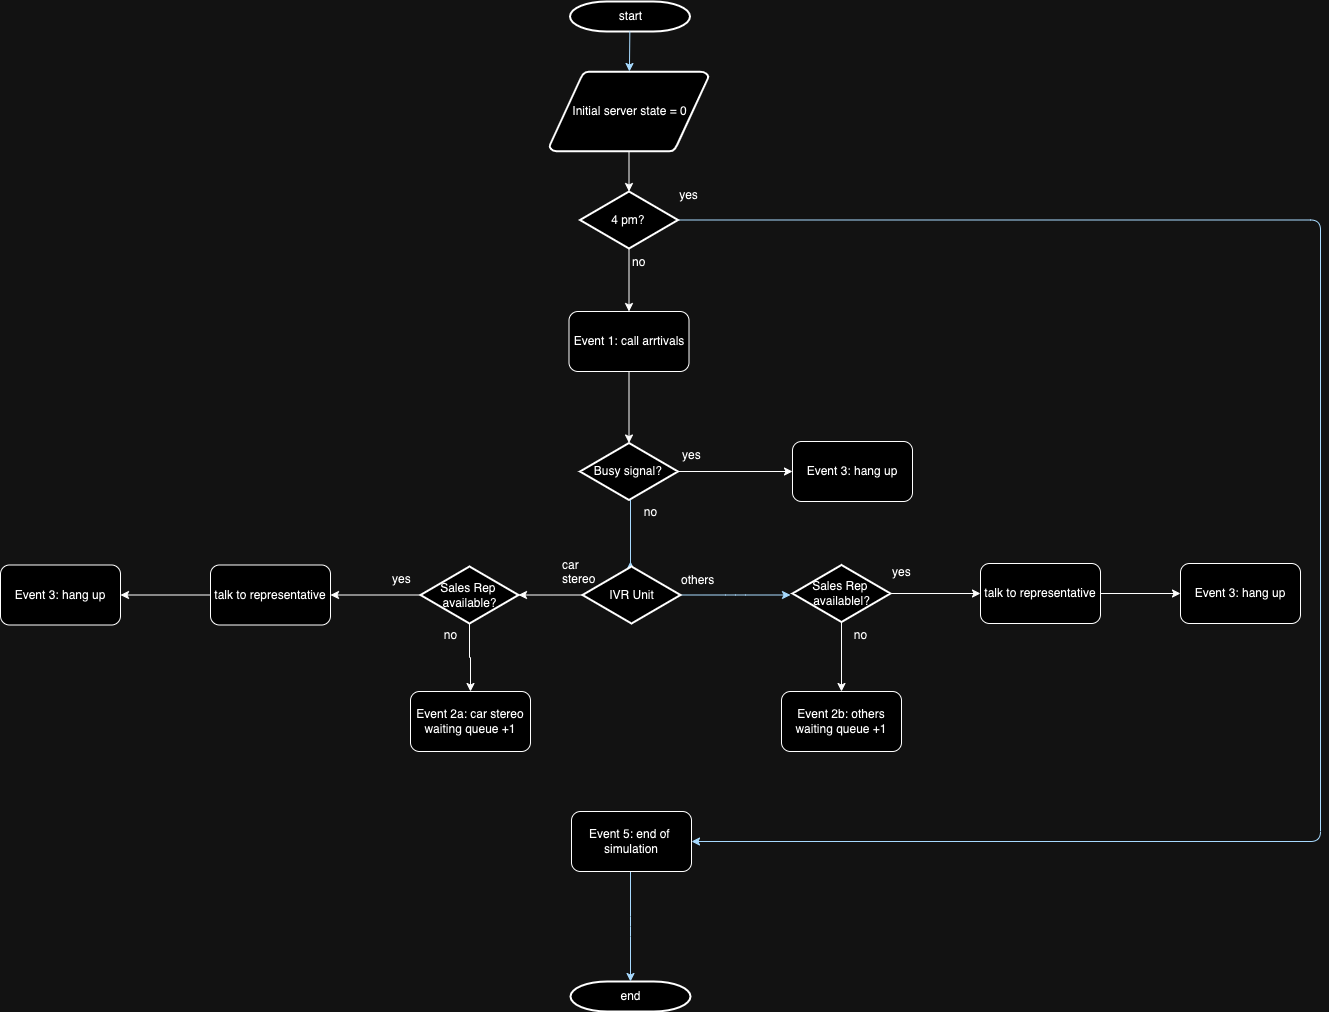 start
Initial server state = 0
yes
4 pm?
no
Event 1: call arrtivals
yes
Busy signal?
Event 3: hang up
no
car
stereo
others
yes
yes
Event 3: hang up
talk to representative
Sales Rep
available?
IVR Unit
Sales Rep
availablel?
talk to representative
Event 3: hang up
no
no
Event 2a: car stereo
waiting queue +1
Event 2b: others
waiting queue +1
Event 5: end of
simulation
end